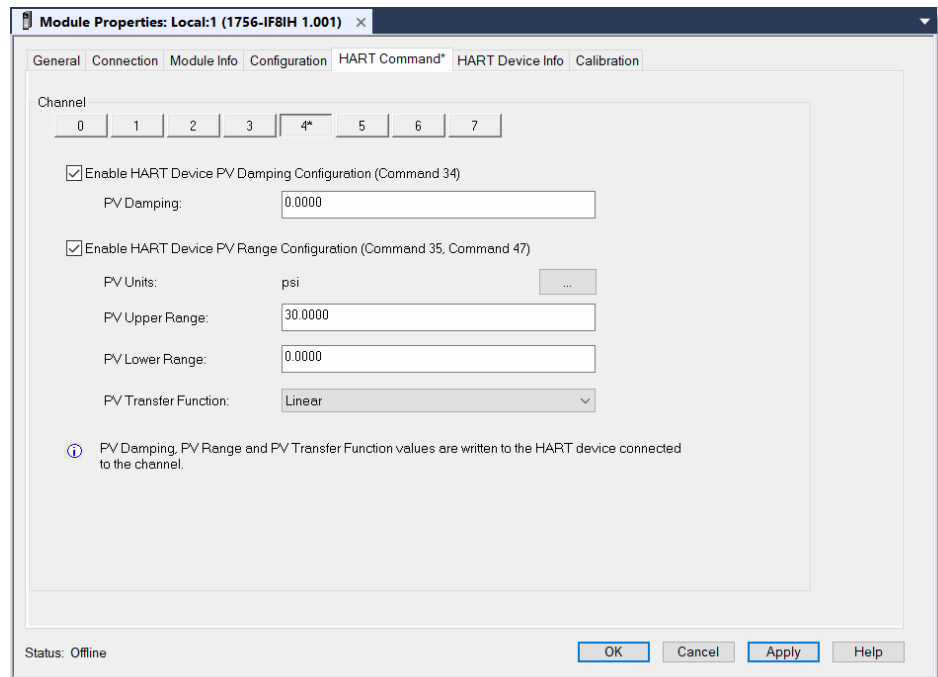 Module Properties: Local:1 (1756-IF8IH 1.001) ×
General Connection Module Info Configuration HART Command* HART Device Info Calibration
Channel
0 1 2 3 4* 5 6 7
Enable HART Device PV Damping Configuration (Command 34)
PV Damping: 0.0000
Enable HART Device PV Range Configuration (Command 35, Command 47)
PV Units: psi ...
PV Upper Range: 30.0000
PV Lower Range: 0.0000
PV Transfer Function: Linear
PV Damping, PV Range and PV Transfer Function values are written to the HART device connected
to the channel.
Status: Offline OK Cancel Apply Help